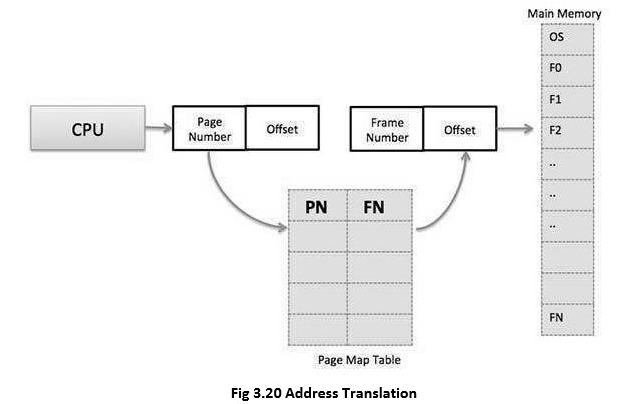 Main Memory
OS
F0
F1
F2
..
..
..
FN
CPU
Page
Number
Offset
Frame
Number
Offset
PN FN
Page Map Table
Fig 3.20 Address Translation